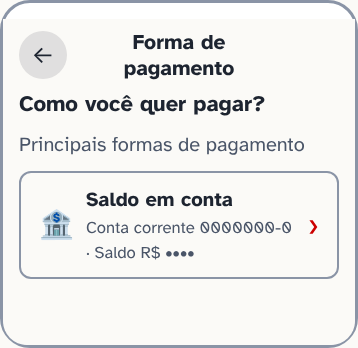 Forma de
pagamento
Como você quer pagar?
Principais formas de pagamento
Saldo em conta
Conta corrente 0000000-0
· Saldo R$ ••••